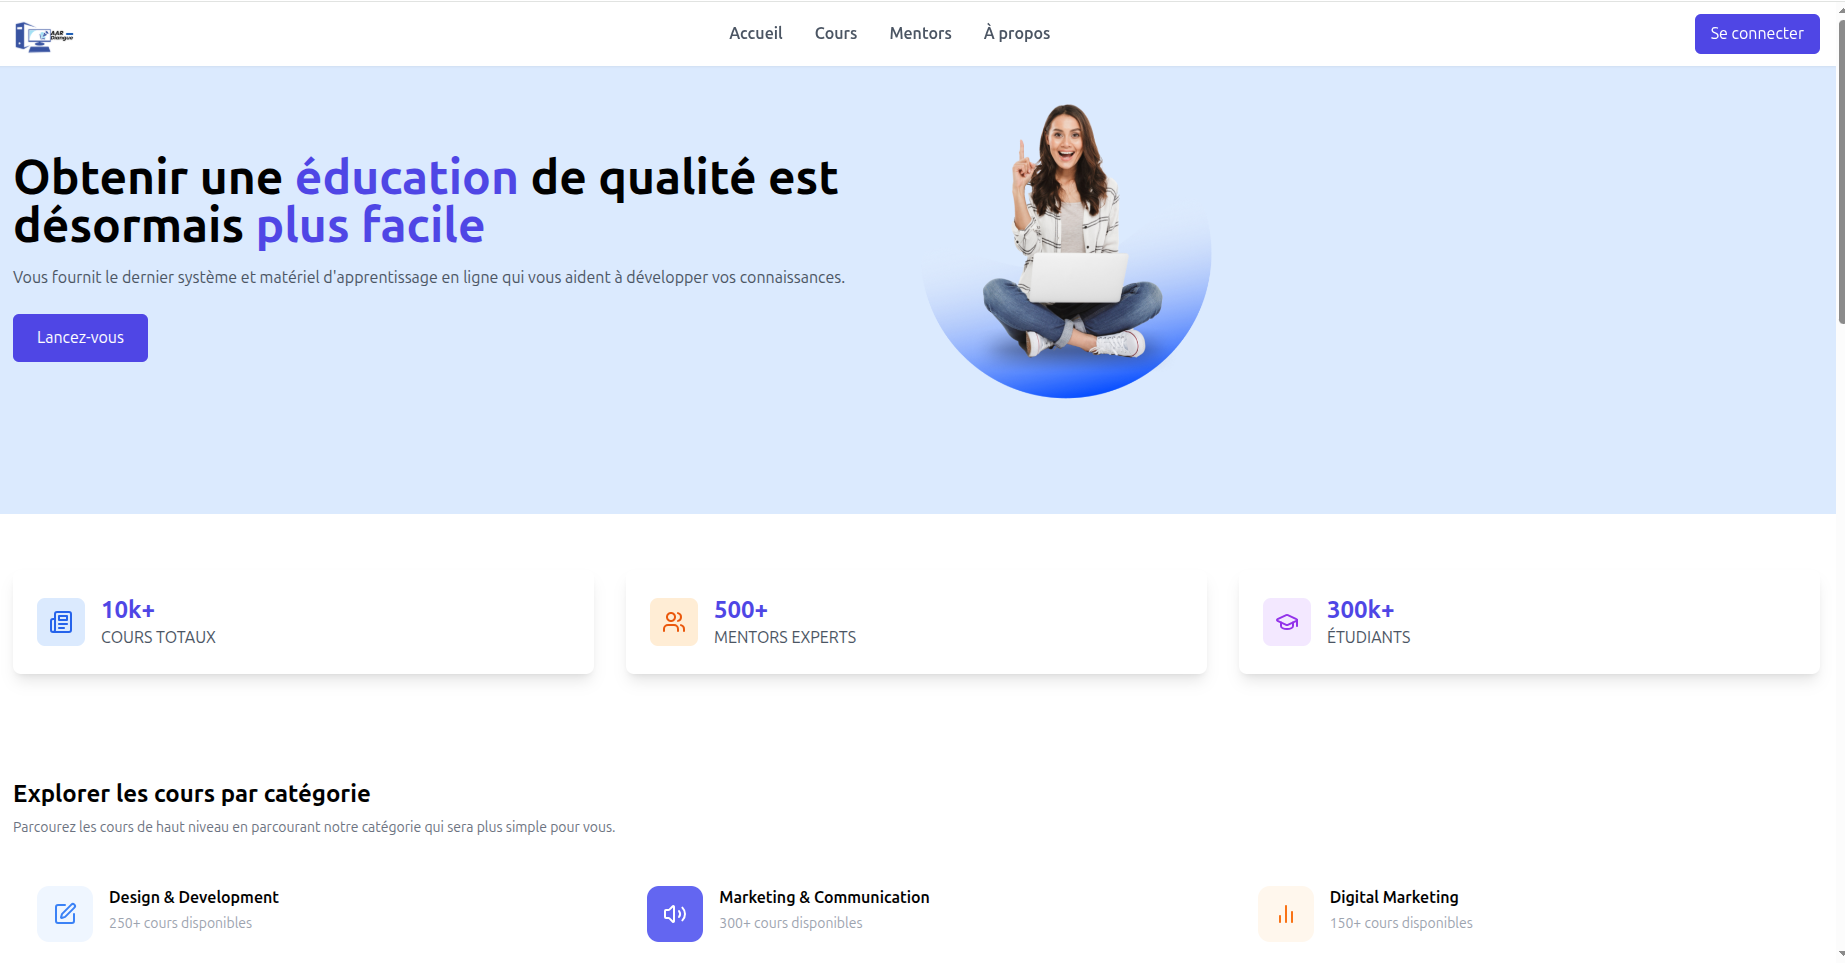 AAR
Diangue
Accueil
Cours
Mentors
À propos
Se connecter
Obtenir une éducation de qualité est
désormais plus facile
Vous fournit le dernier système et matériel d'apprentissage en ligne qui vous aident à développer vos connaissances.
Lancez-vous
10k+
COURS TOTAUX
500+
MENTORS EXPERTS
300k+
ÉTUDIANTS
Explorer les cours par catégorie
Parcourez les cours de haut niveau en parcourant notre catégorie qui sera plus simple pour vous.
Design & Development
250+ cours disponibles
Marketing & Communication
300+ cours disponibles
Digital Marketing
150+ cours disponibles